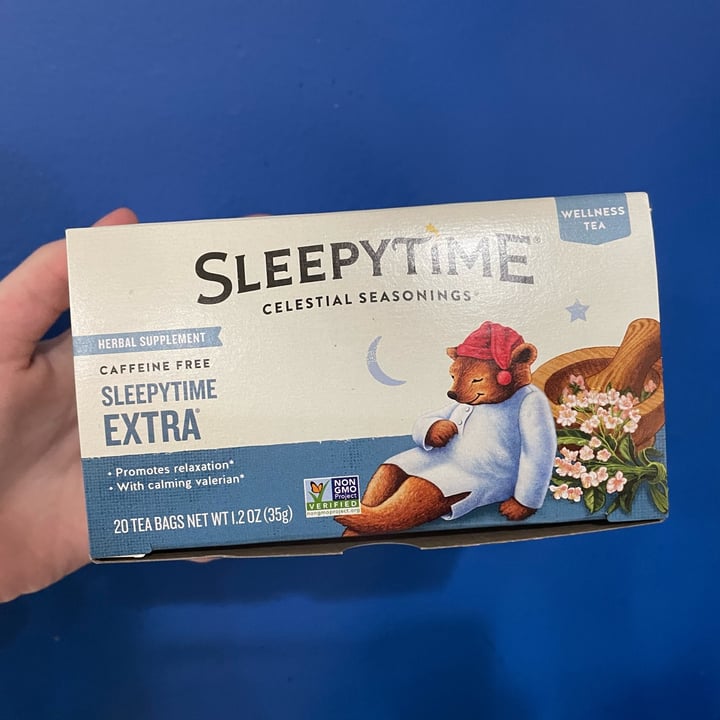 WELLNESS
TEA
SLEEPYTIME®
CELESTIAL SEASONINGS®
HERBAL SUPPLEMENT
CAFFEINE FREE
SLEEPYTIME
EXTRA®
• Promotes relaxation*
• With calming valerian*
NON
GMO
Project
VERIFIED
nongmoproject.org
20 TEA BAGS NET WT 1.2 OZ (35g)